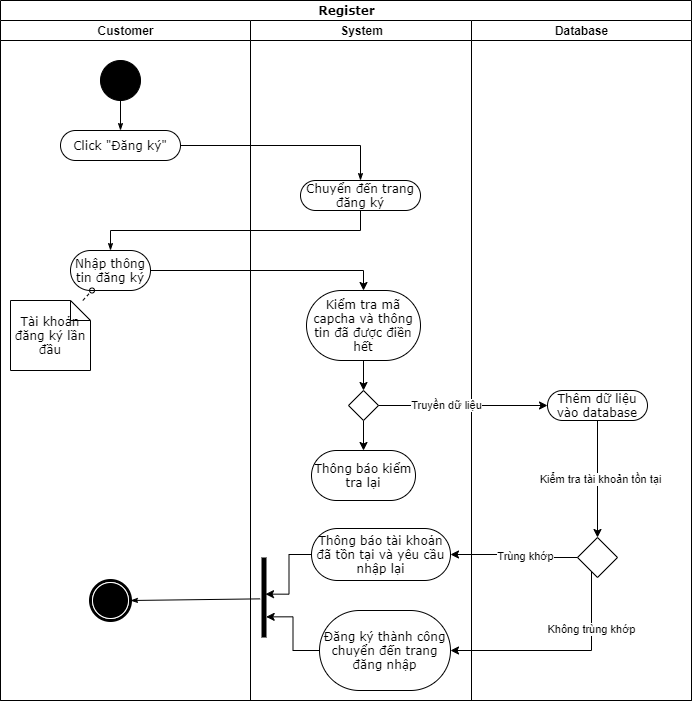 Register
Customer
System
Database
Click "Đăng ký"
Chuyển đến trang
đăng ký
Nhập thông
tin đăng ký
Tài khoản
đăng ký lần
đầu
Kiểm tra mã
capcha và thông
tin đã được điền
hết
Truyền dữ liệu
Thêm dữ liệu
vào database
Thông báo kiểm
tra lại
Kiểm tra tài khoản tồn tại
Thông báo tài khoản
đã tồn tại và yêu cầu
nhập lại
Trùng khớp
Không trùng khớp
Đăng ký thành công
chuyển đến trang
đăng nhập